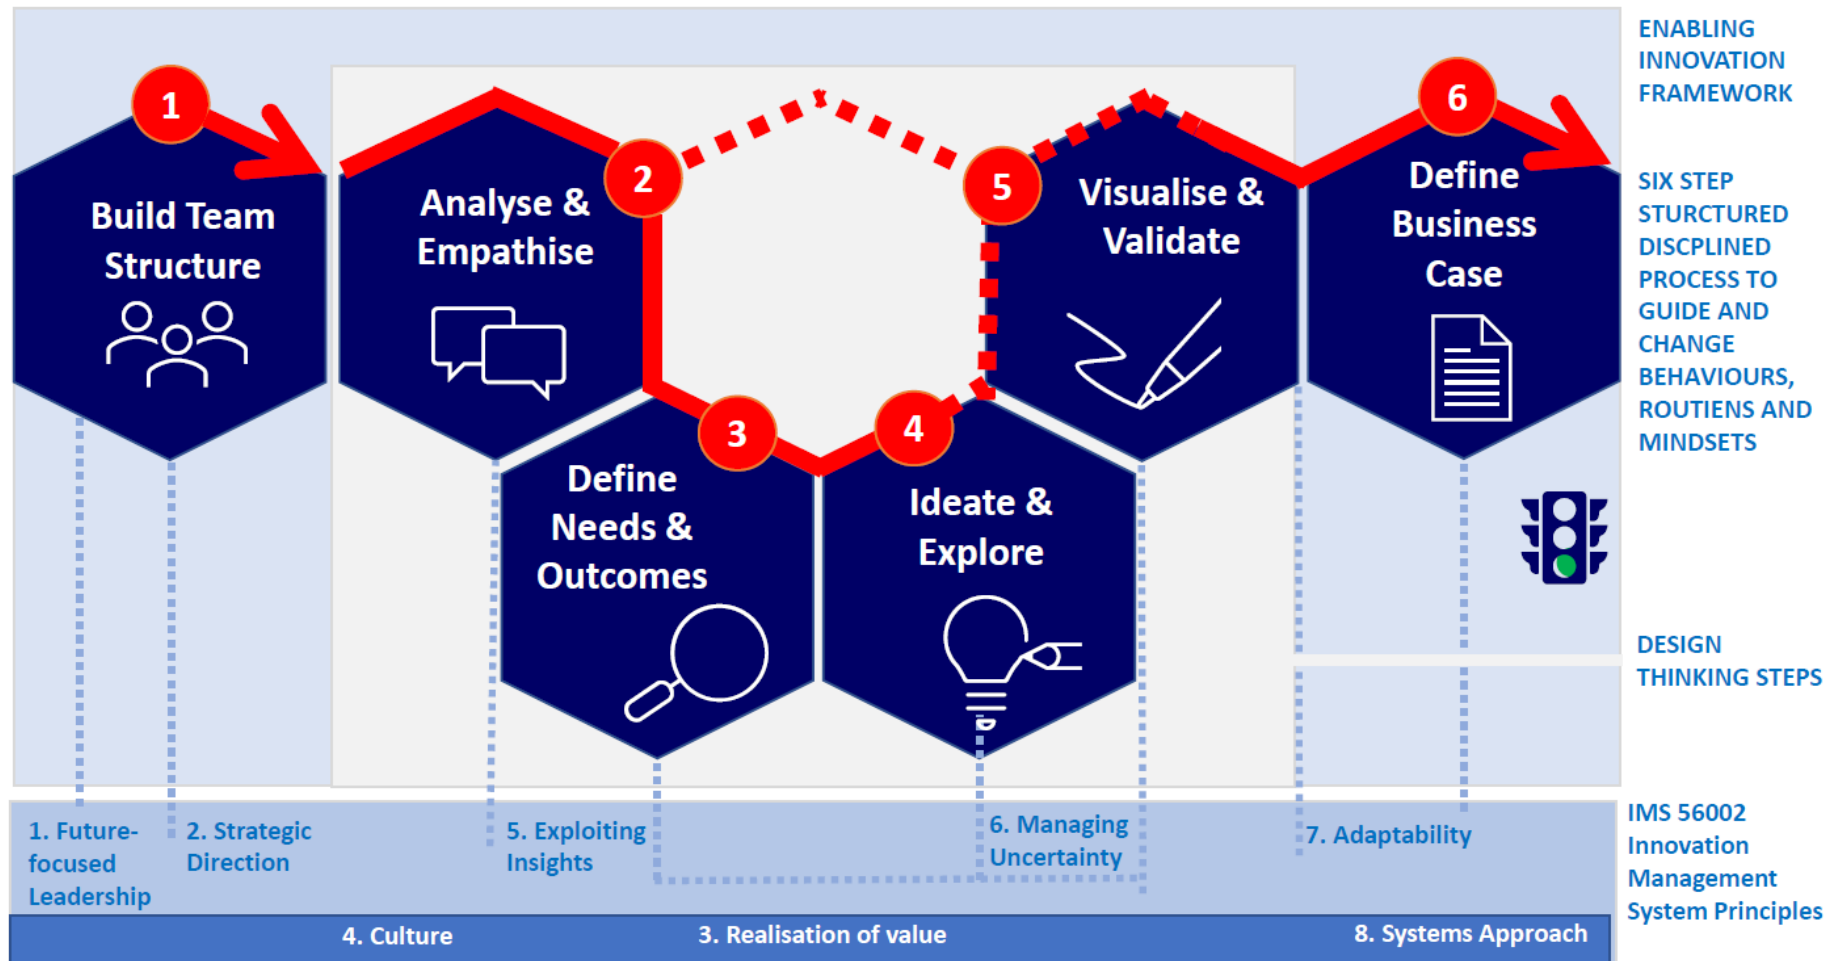 ENABLING
INNOVATION
FRAMEWORK
1
2
5
6
Build Team
Structure
Analyse &
Empathise
Visualise &
Validate
Define
Business
Case
SIX STEP
STURCTURED
DISCPLINED
PROCESS TO
GUIDE AND
CHANGE
BEHAVIOURS,
ROUTIENS AND
MINDSETS
3
4
Define
Needs &
Outcomes
Ideate &
Explore
DESIGN
THINKING STEPS
1. Future-
focused
Leadership
2. Strategic
Direction
5. Exploiting
Insights
6. Managing
Uncertainty
7. Adaptability
IMS 56002
Innovation
Management
System Principles
4. Culture
3. Realisation of value
8. Systems Approach